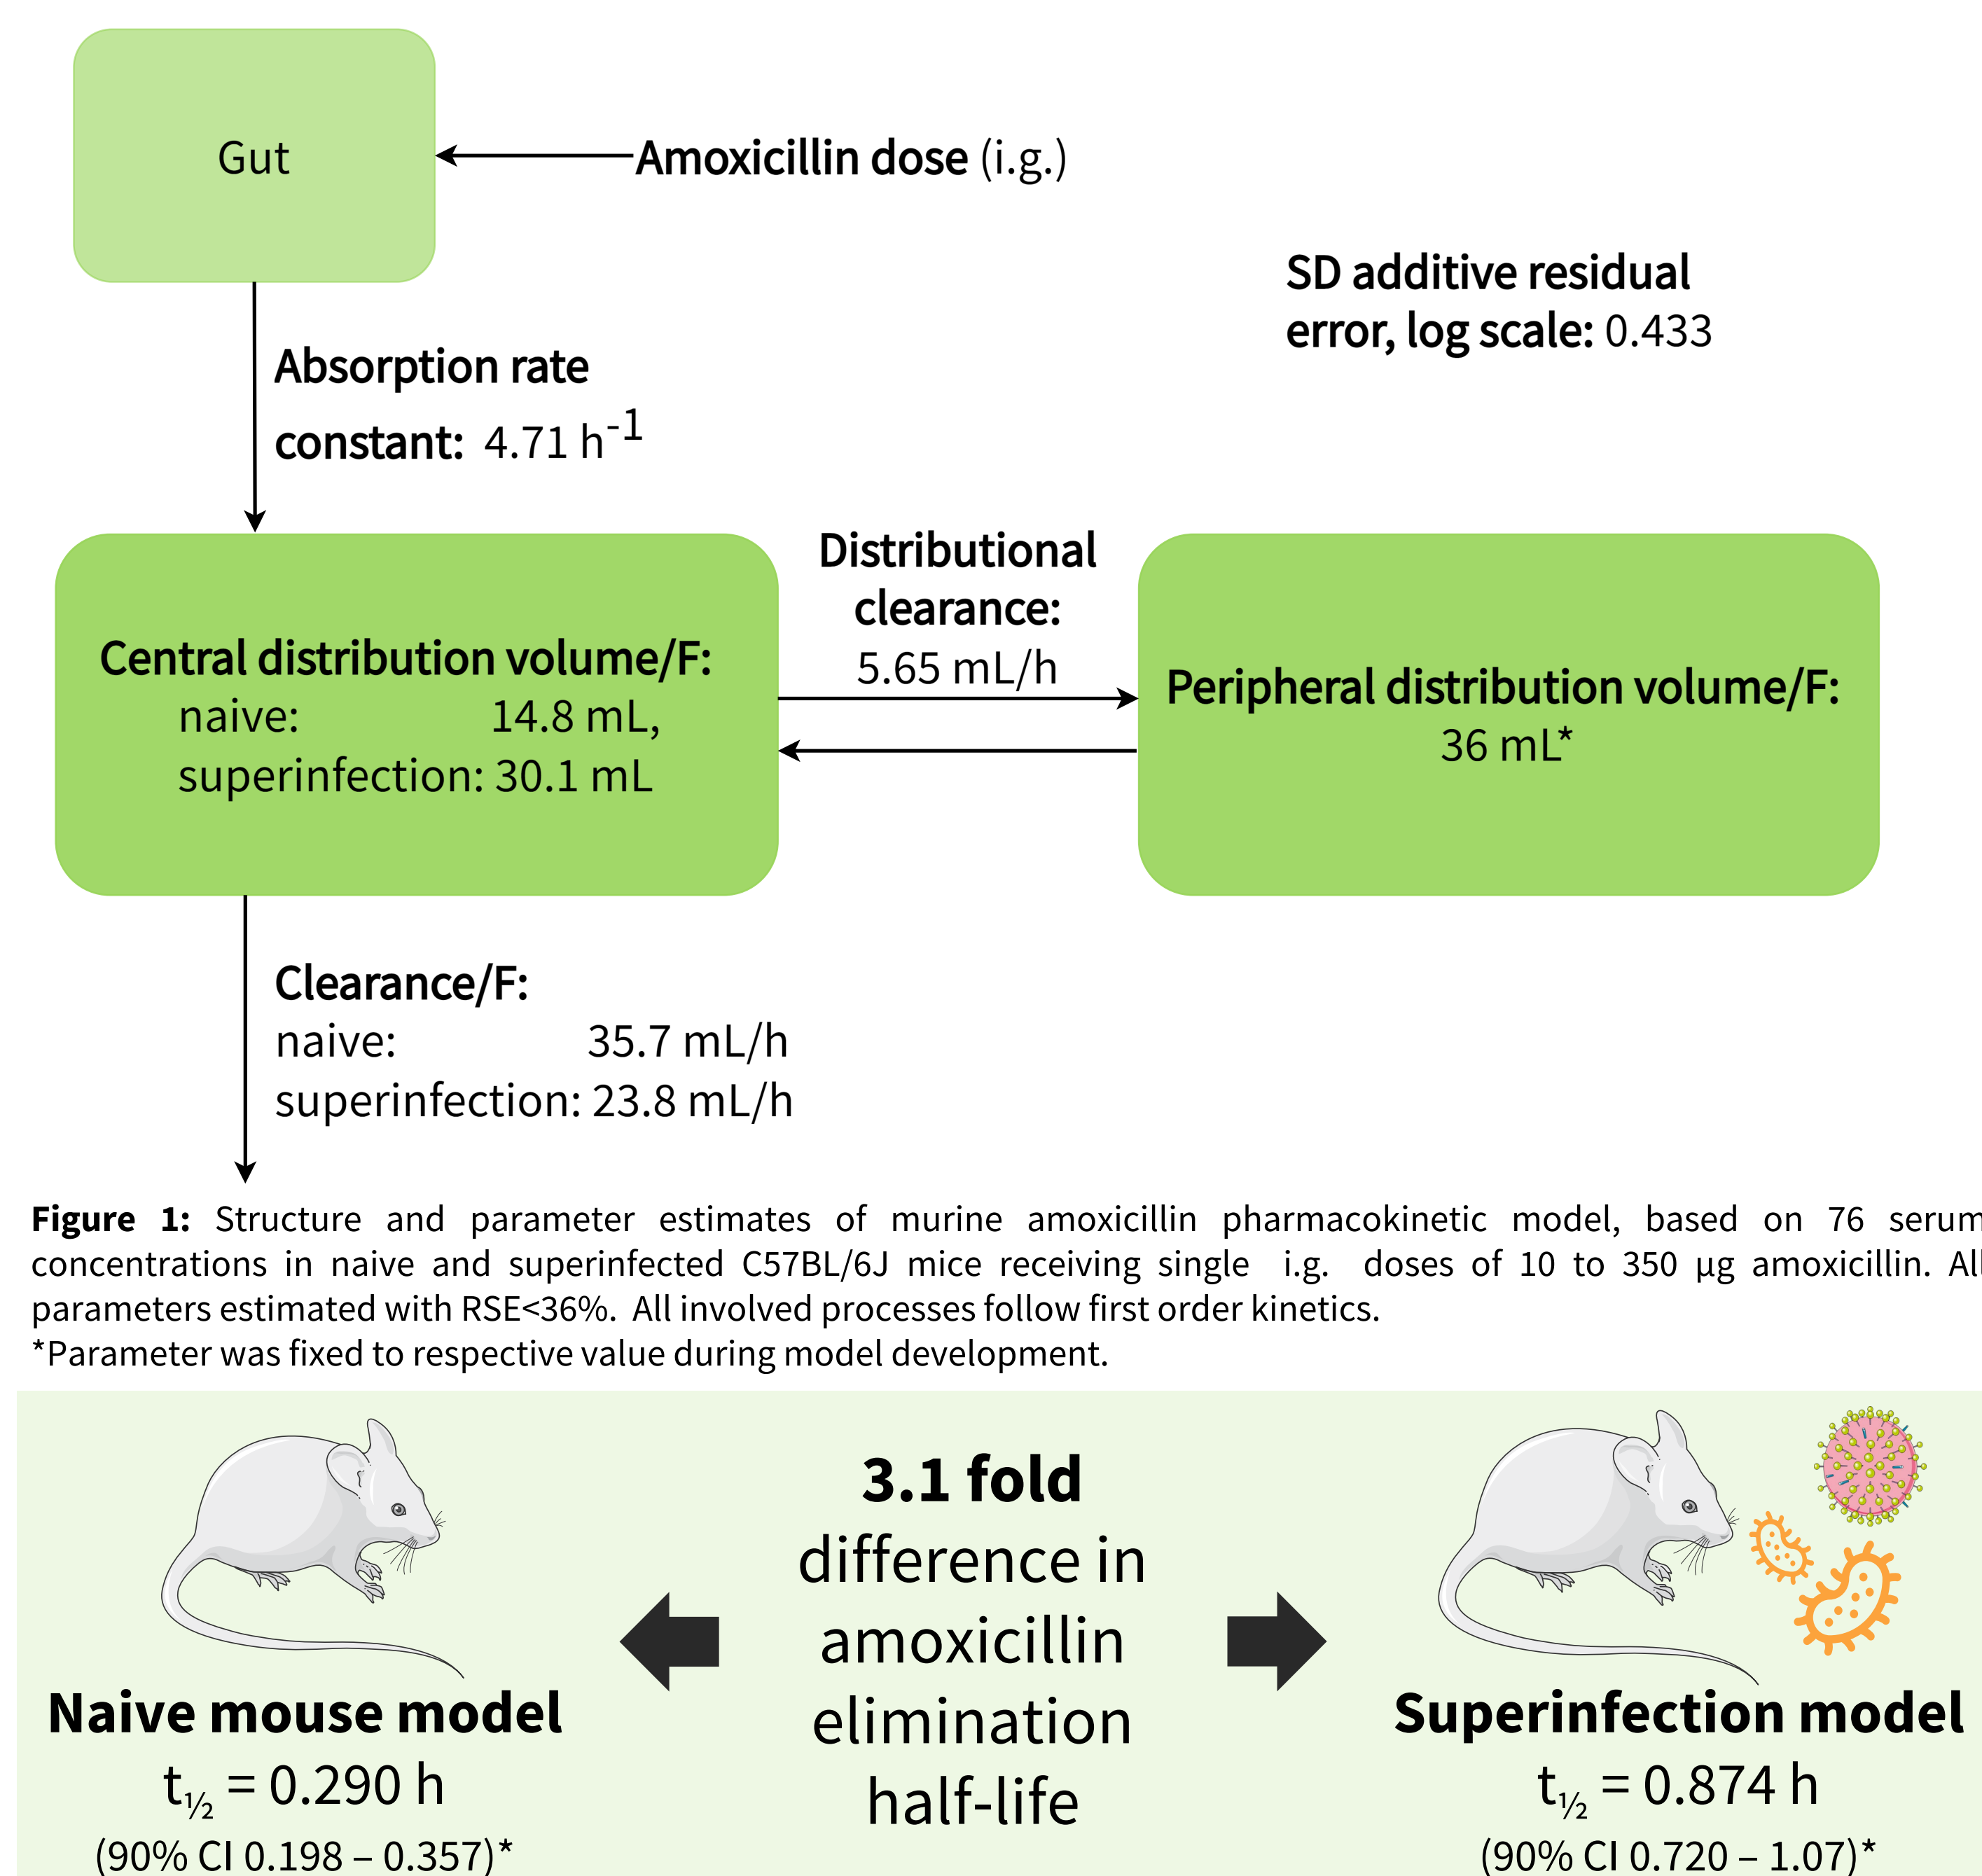 Gut
Amoxicillin dose (i.g.)
SD additive residual
error, log scale: 0.433
Absorption rate
constant: 4.71 h-1
Distributional
clearance:
5.65 mL/h
Central distribution volume/F:
naive: 14.8 mL,
superinfection: 30.1 mL
Peripheral distribution volume/F:
36 mL*
Clearance/F:
naive: 35.7 mL/h
superinfection: 23.8 mL/h
Figure 1: Structure and parameter estimates of murine amoxicillin pharmacokinetic model, based on 76 serum
concentrations in naive and superinfected C57BL/6J mice receiving single i.g. doses of 10 to 350 µg amoxicillin. All
parameters estimated with RSE<36%. All involved processes follow first order kinetics.
*Parameter was fixed to respective value during model development.
3.1 fold
difference in
amoxicillin
elimination
half-life
Naive mouse model
t½ = 0.290 h
(90% CI 0.198 – 0.357)*
Superinfection model
t½ = 0.874 h
(90% CI 0.720 – 1.07)*